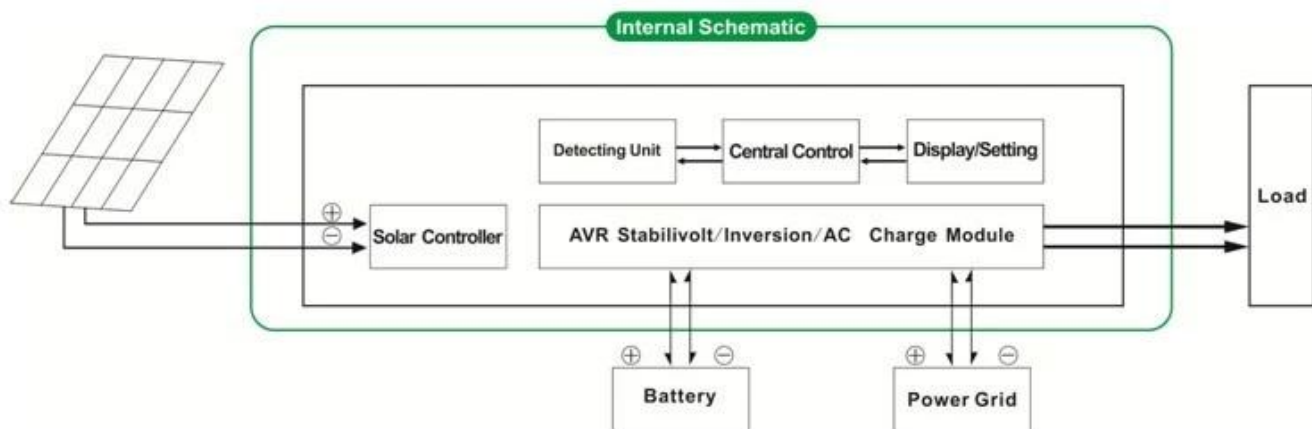 Internal Schematic
Detecting Unit
Central Control
Display/Setting
Load
⊕
⊖
Solar Controller
AVR Stabilivolt/Inversion/AC Charge Module
⊕ ⊖
⊕ ⊖
Battery
Power Grid